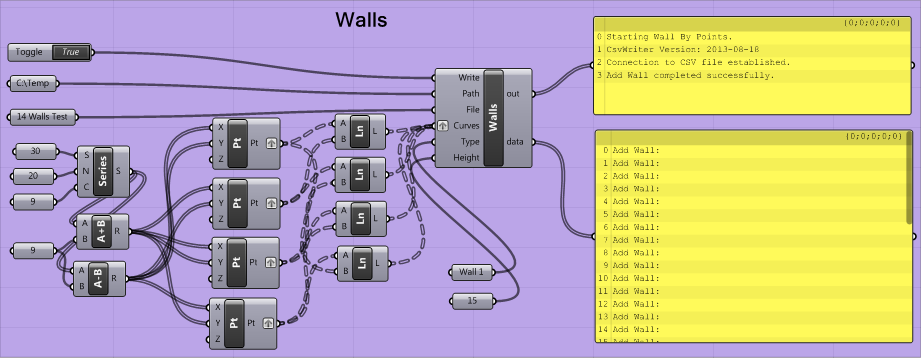 Walls
Toggle True
C:\Temp
14 Walls Test
30
20
9
S
N
C
Series
S
9
A
B
A+B
R
A
B
A-B
R
X
Y
Z
Pt
Pt
X
Y
Z
Pt
Pt
X
Y
Z
Pt
Pt
X
Y
Z
Pt
Pt
A
B
Ln
L
A
B
Ln
L
A
B
Ln
L
A
B
Ln
L
Write
Path
File
Curves
Type
Height
Walls
out
data
Wall 1
15
{0;0;0;0;0}
0 Starting Wall By Points.
1 CsvWriter Version: 2013-08-18
2 Connection to CSV file established.
3 Add Wall completed successfully.
{0;0;0;0;0}
0 Add Wall:
1 Add Wall:
2 Add Wall:
3 Add Wall:
4 Add Wall:
5 Add Wall:
6 Add Wall:
7 Add Wall:
8 Add Wall:
9 Add Wall:
10 Add Wall:
11 Add Wall:
12 Add Wall:
13 Add Wall:
14 Add Wall:
15 Add Wall: